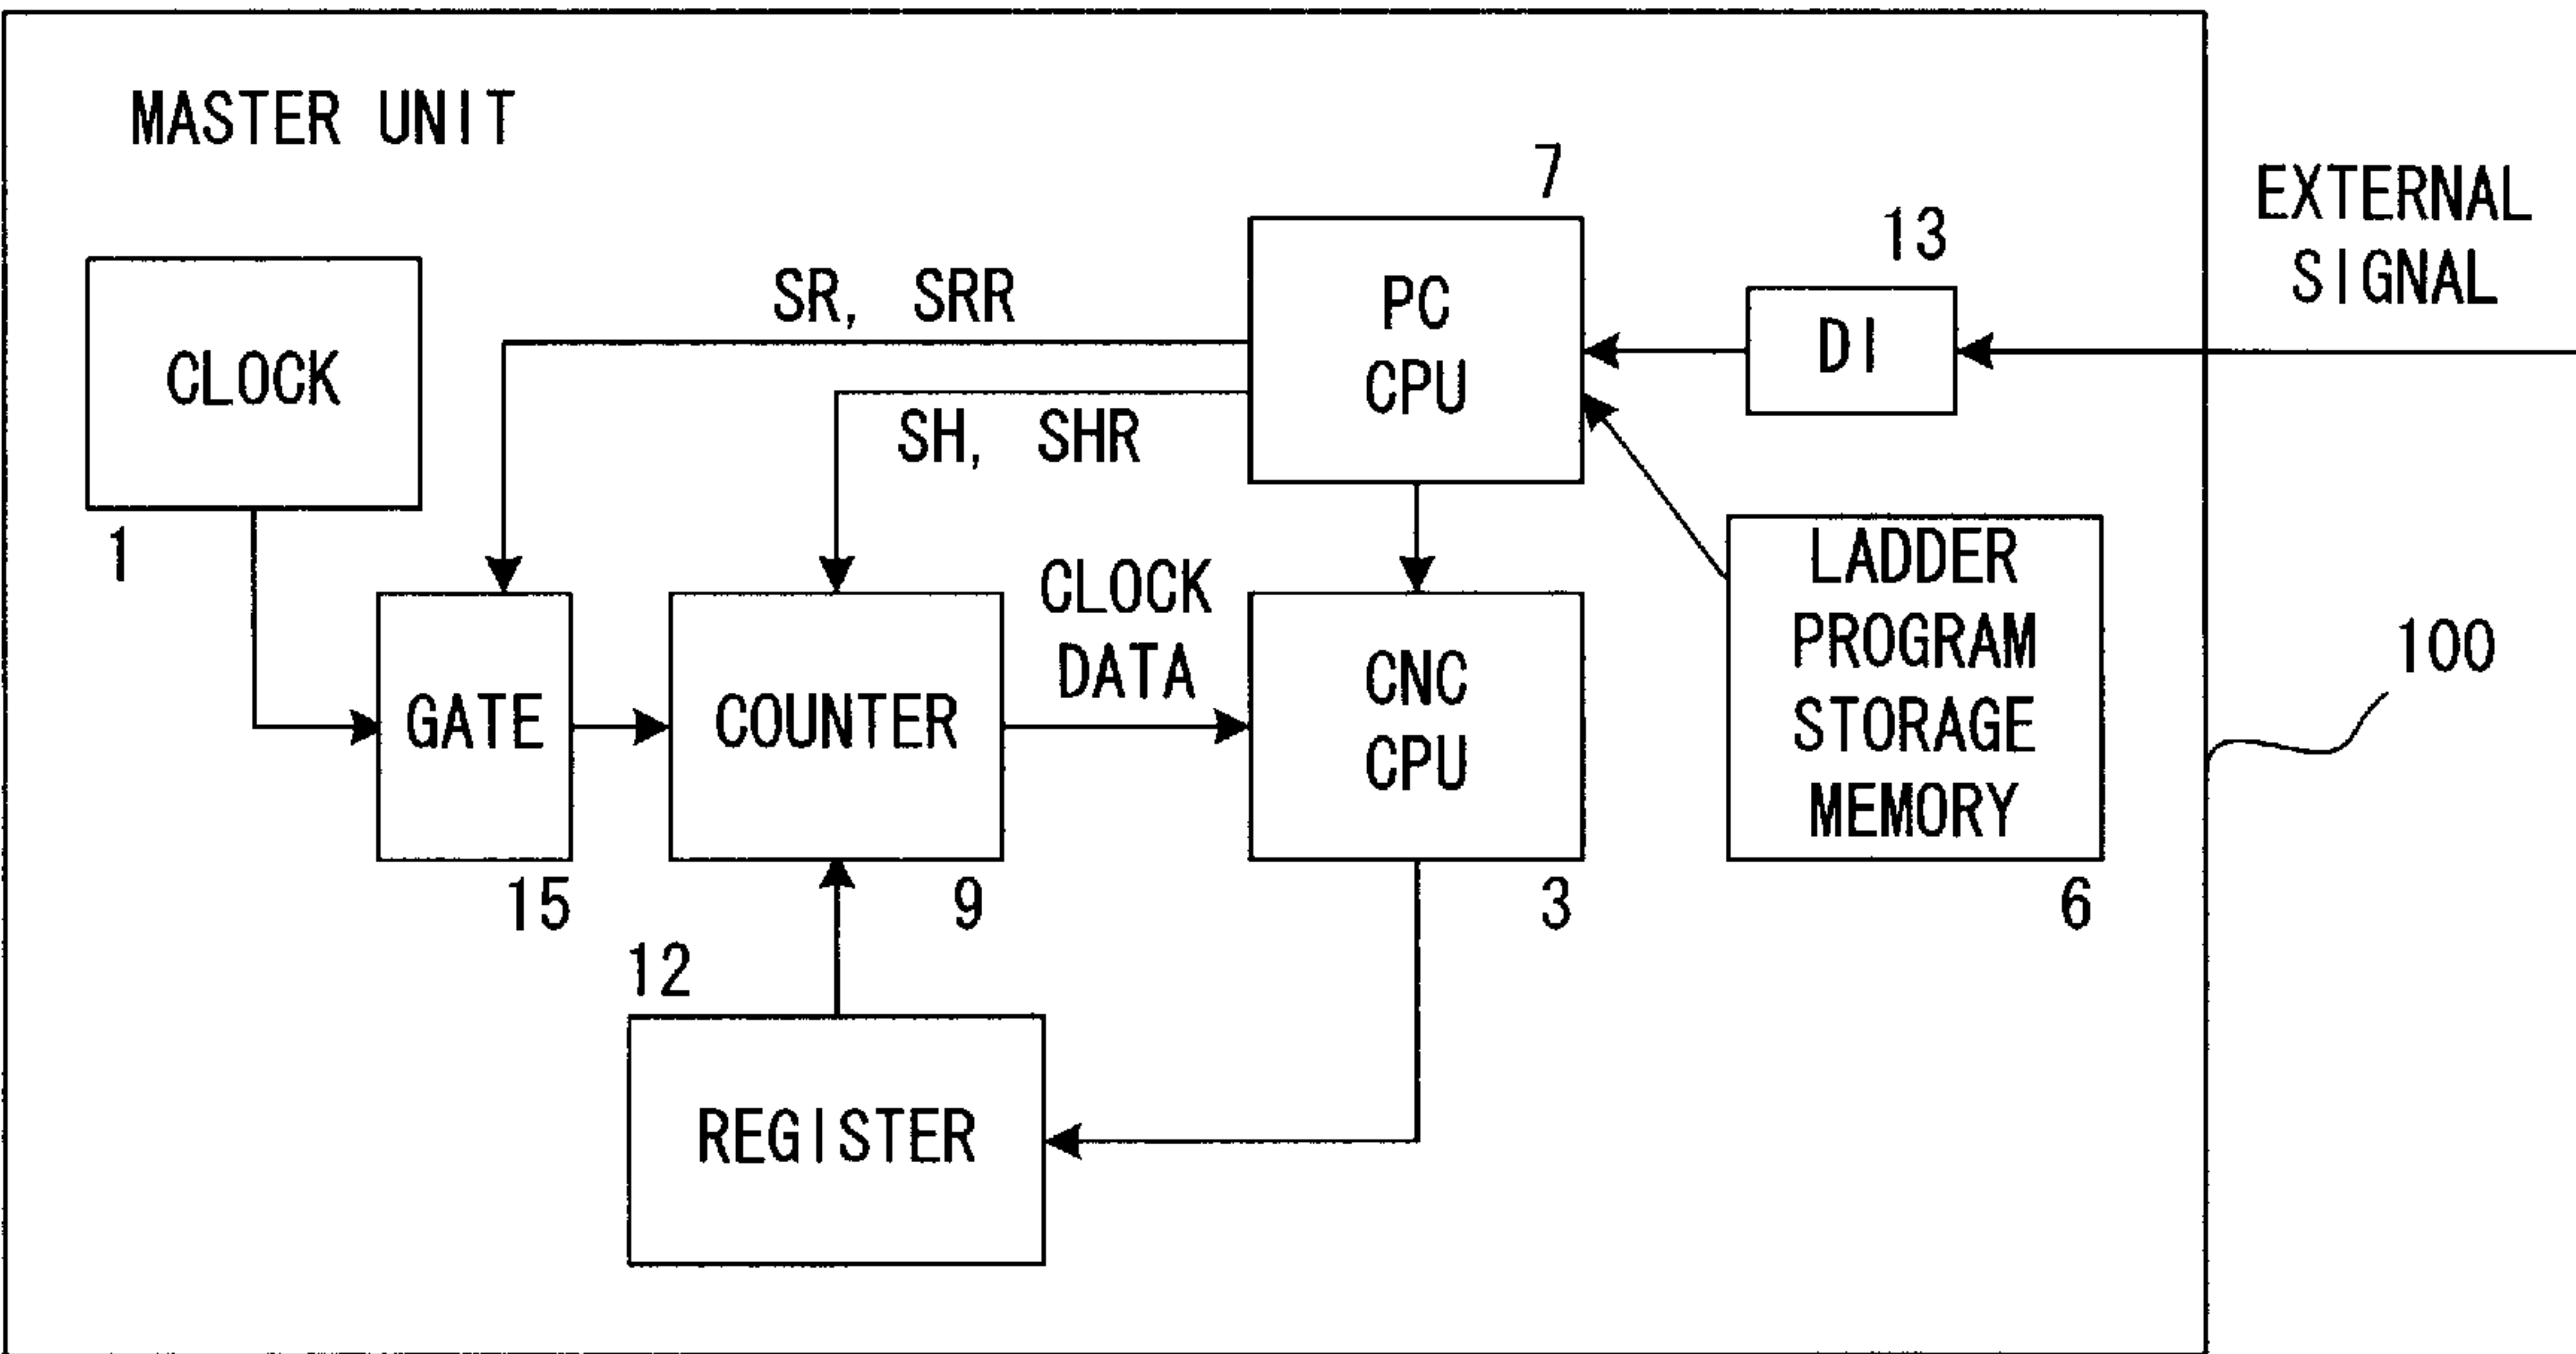 MASTER UNIT
7
EXTERNAL
SIGNAL
13
SR, SRR
PC
CPU
DI
CLOCK
SH, SHR
1
CLOCK
DATA
LADDER
PROGRAM
STORAGE
MEMORY
100
GATE
COUNTER
CNC
CPU
15
9
3
6
12
REGISTER